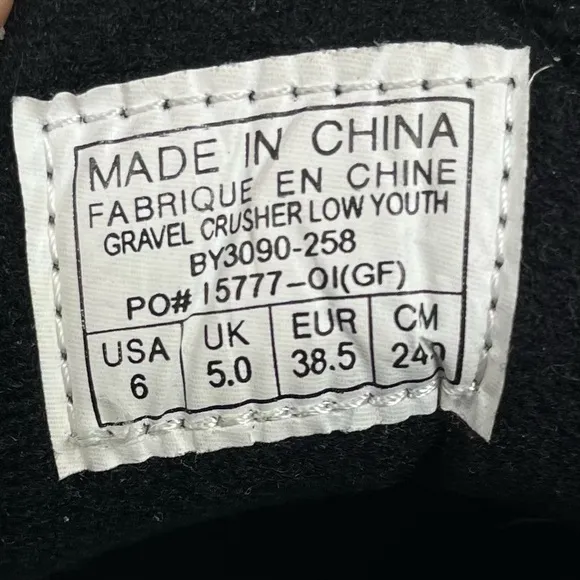 MADE IN CHINA
FABRIQUE EN CHINE
GRAVEL CRUSHER LOW YOUTH
BY3090-258
PO# 15777-01(GF)
USA UK EUR CM
6 5.0 38.5 240